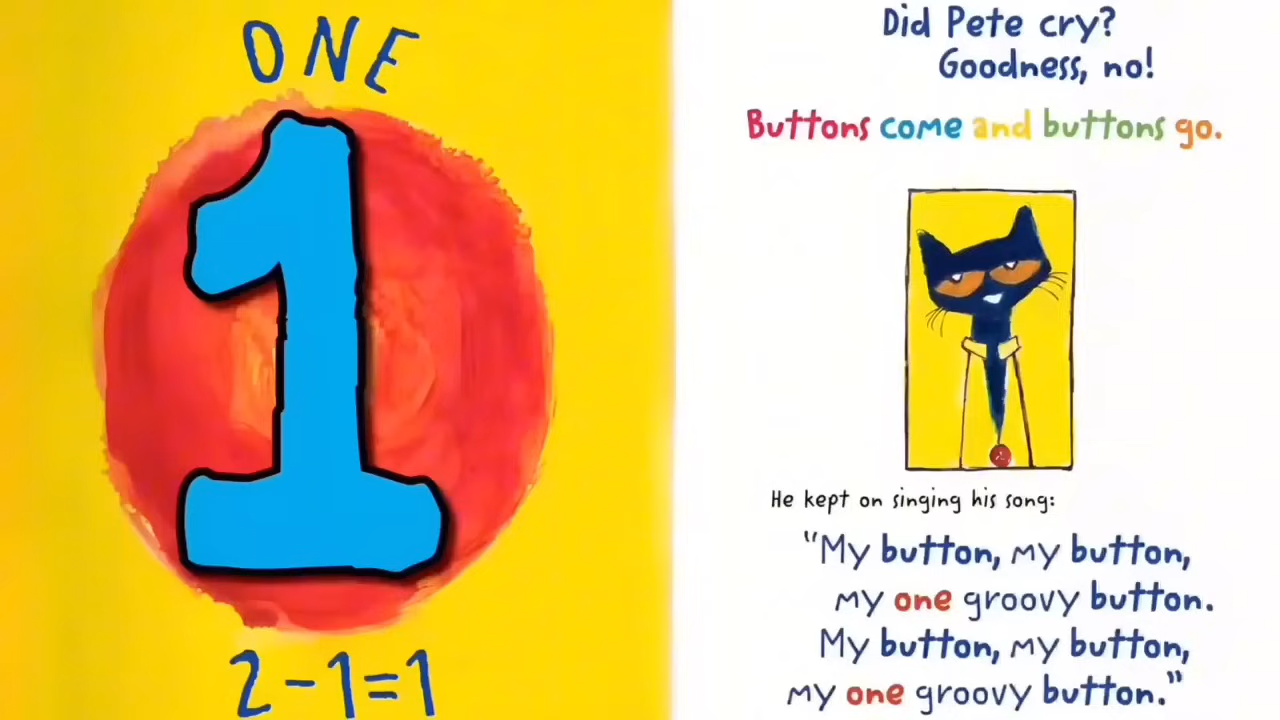 ONE
1
2-1=1
Did Pete cry?
Goodness, no!
Buttons come and buttons go.
He kept on singing his song:
“My button, my button,
my one groovy button.
My button, my button,
my one groovy button.”